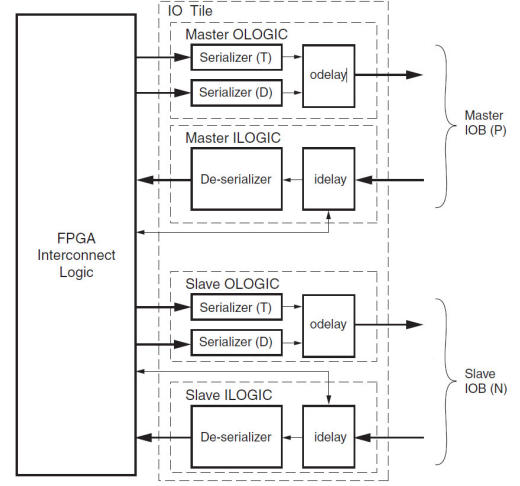 IO Tile
Master OLOGIC
Serializer (T)
Serializer (D)
odelay
Master ILOGIC
De-serializer
idelay
Master
IOB (P)
FPGA
Interconnect
Logic
Slave OLOGIC
Serializer (T)
Serializer (D)
odelay
Slave ILOGIC
De-serializer
idelay
Slave
IOB (N)